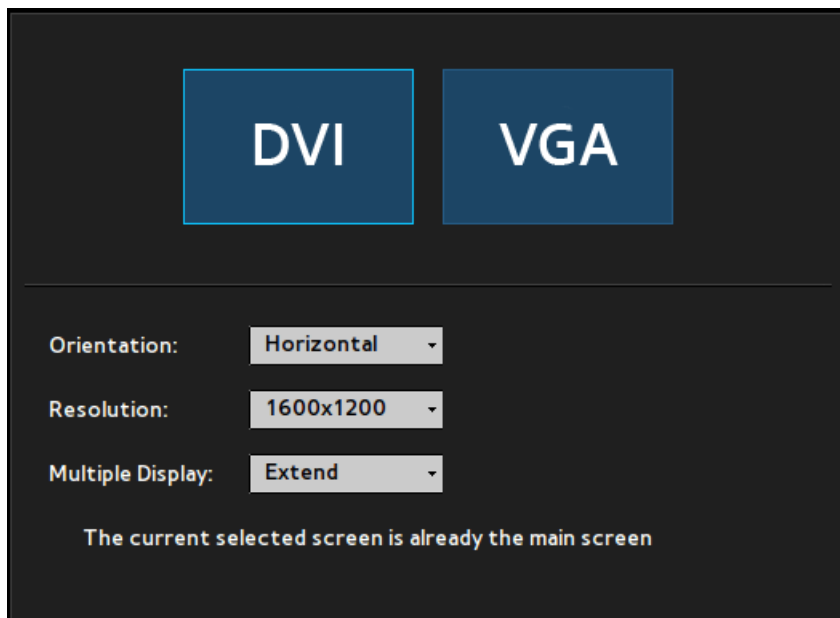 DVI VGA
Orientation: Horizontal
Resolution: 1600x1200
Multiple Display: Extend
The current selected screen is already the main screen